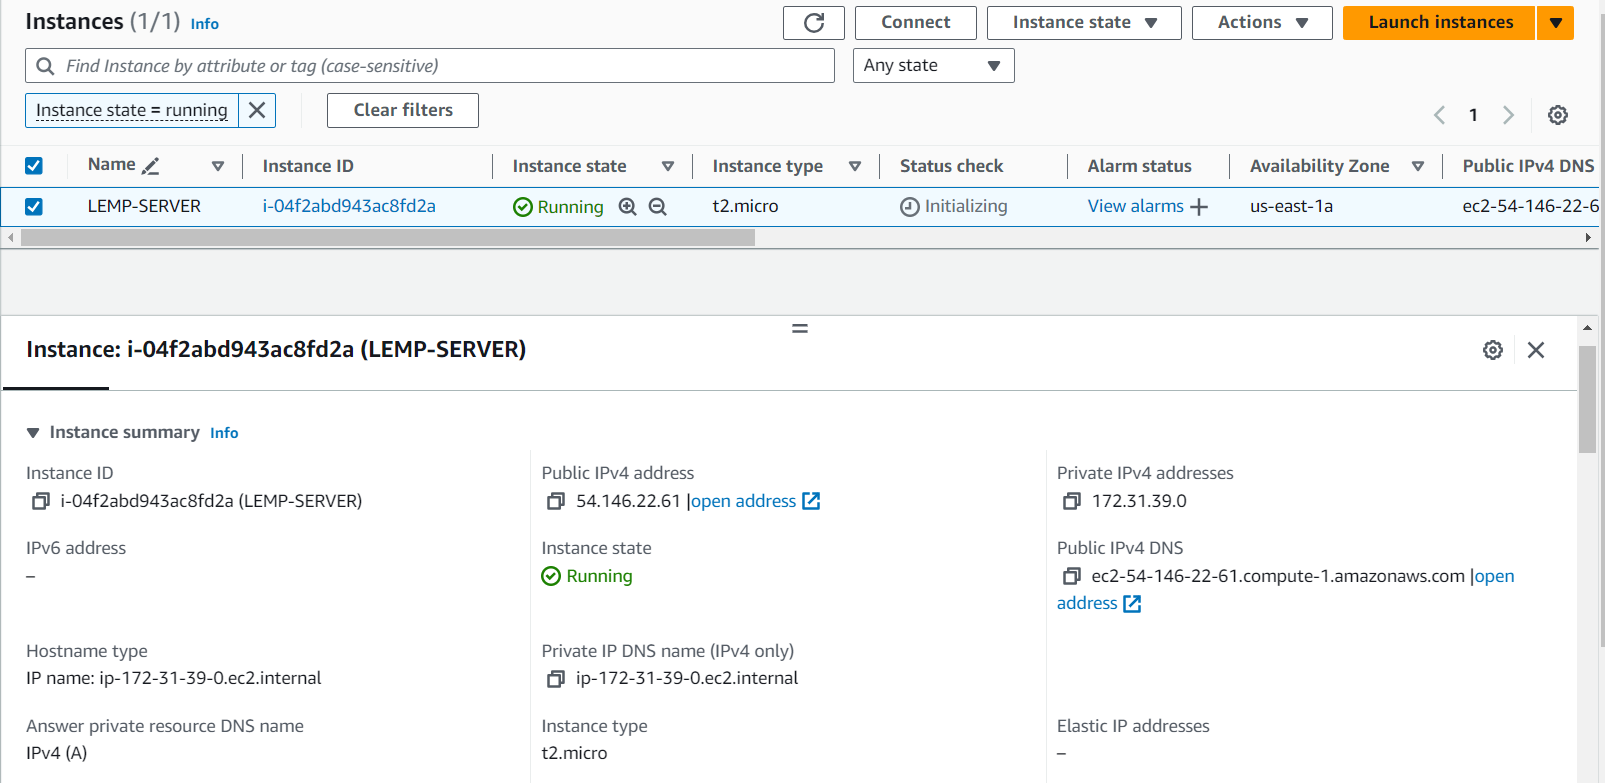 Instances (1/1) Info
Connect
Instance state
Actions
Launch instances
Find Instance by attribute or tag (case-sensitive)
Any state
Instance state = running
Clear filters
1
Name Instance ID Instance state Instance type Status check Alarm status Availability Zone Public IPv4 DNS
LEMP-SERVER i-04f2abd943ac8fd2a Running t2.micro Initializing View alarms us-east-1a ec2-54-146-22-6
Instance: i-04f2abd943ac8fd2a (LEMP-SERVER)
Instance summary Info
Instance ID
i-04f2abd943ac8fd2a (LEMP-SERVER)
Public IPv4 address
54.146.22.61 |open address
Private IPv4 addresses
172.31.39.0
IPv6 address
–
Instance state
Running
Public IPv4 DNS
ec2-54-146-22-61.compute-1.amazonaws.com |open
address
Hostname type
IP name: ip-172-31-39-0.ec2.internal
Private IP DNS name (IPv4 only)
ip-172-31-39-0.ec2.internal
Answer private resource DNS name
IPv4 (A)
Instance type
t2.micro
Elastic IP addresses
–